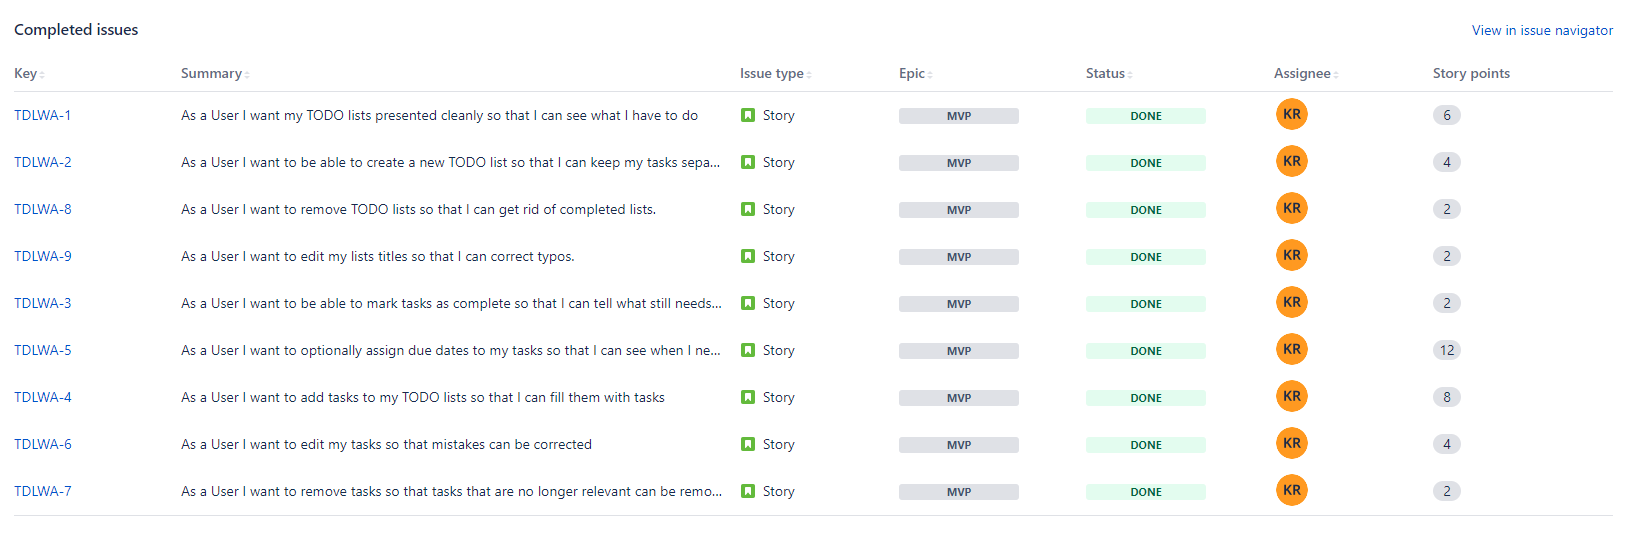 Completed issues View in issue navigator
Key Summary Issue type Epic Status Assignee Story points
TDLWA-1 As a User I want my TODO lists presented cleanly so that I can see what I have to do Story MVP DONE KR 6
TDLWA-2 As a User I want to be able to create a new TODO list so that I can keep my tasks sepa... Story MVP DONE KR 4
TDLWA-8 As a User I want to remove TODO lists so that I can get rid of completed lists. Story MVP DONE KR 2
TDLWA-9 As a User I want to edit my lists titles so that I can correct typos. Story MVP DONE KR 2
TDLWA-3 As a User I want to be able to mark tasks as complete so that I can tell what still needs... Story MVP DONE KR 2
TDLWA-5 As a User I want to optionally assign due dates to my tasks so that I can see when I ne... Story MVP DONE KR 12
TDLWA-4 As a User I want to add tasks to my TODO lists so that I can fill them with tasks Story MVP DONE KR 8
TDLWA-6 As a User I want to edit my tasks so that mistakes can be corrected Story MVP DONE KR 4
TDLWA-7 As a User I want to remove tasks so that tasks that are no longer relevant can be remo... Story MVP DONE KR 2